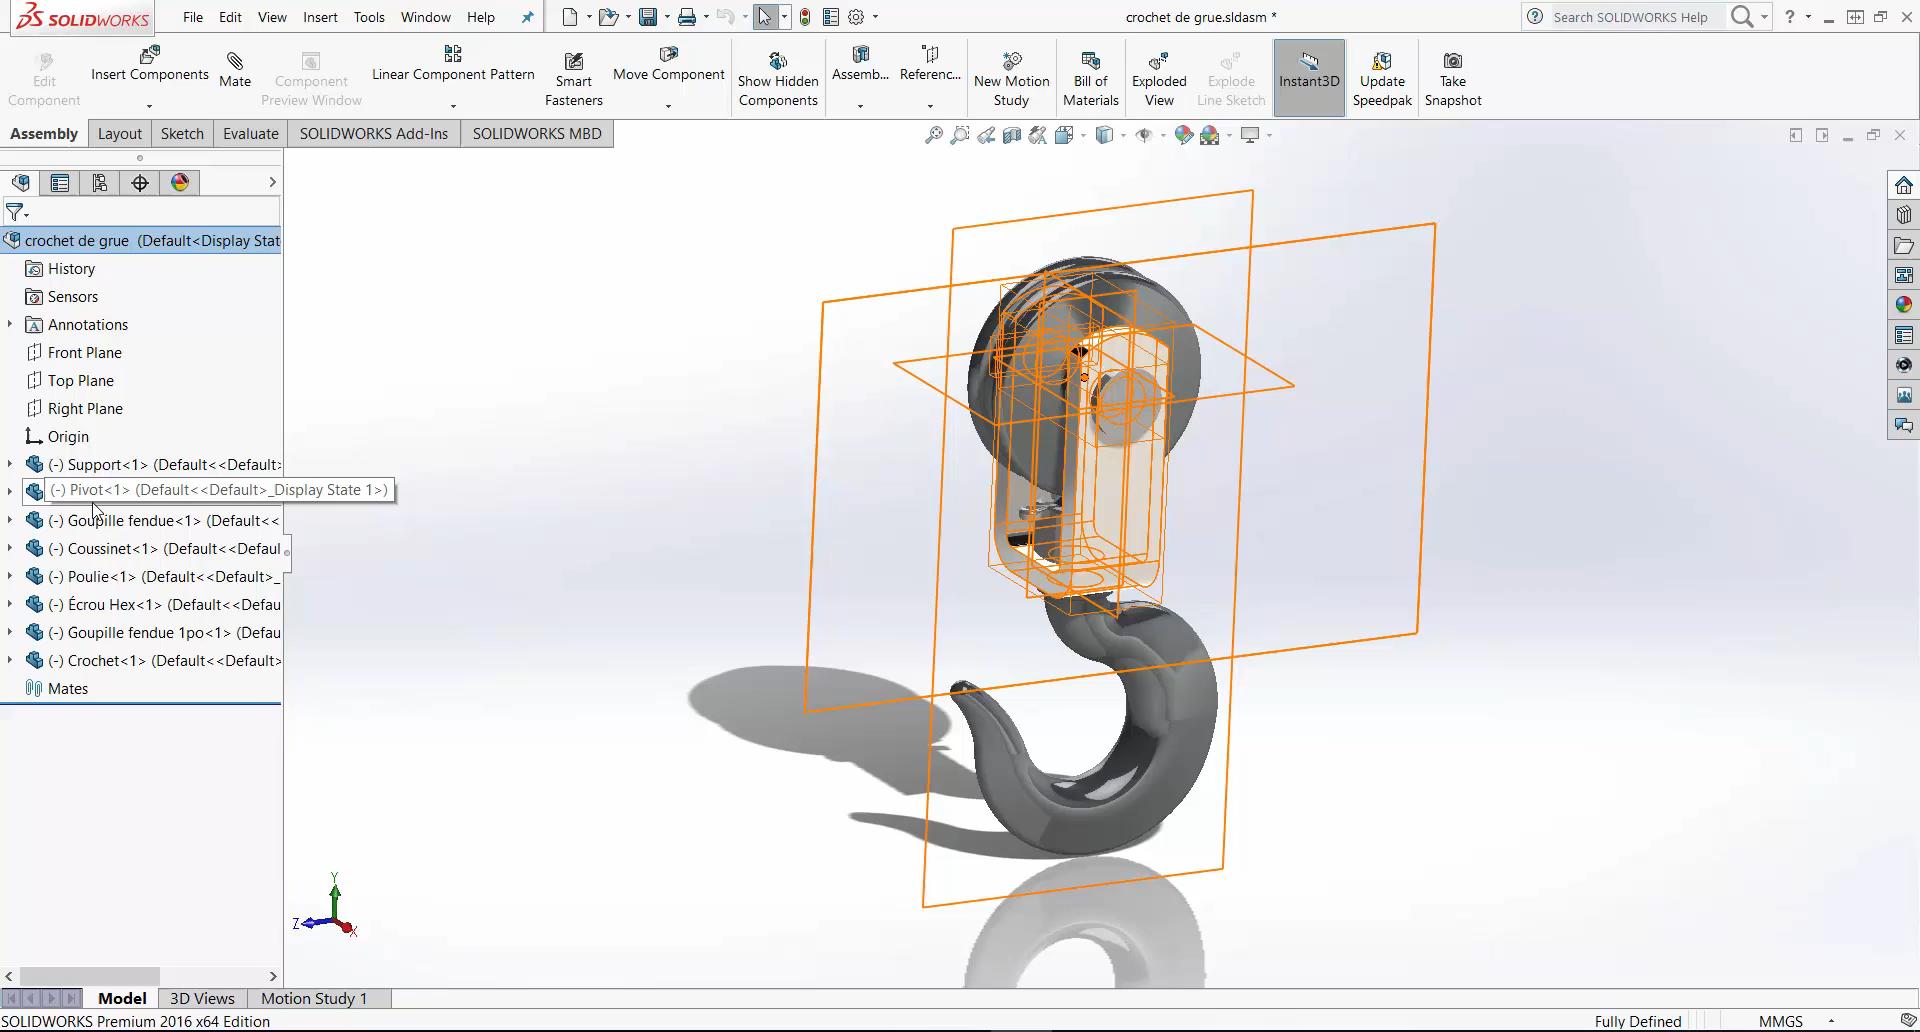 SOLIDWORKS
File Edit View Insert Tools Window Help
crochet de grue.sldasm *
Search SOLIDWORKS Help
Edit Component
Insert Components
Mate
Component Preview Window
Linear Component Pattern
Smart Fasteners
Move Component
Show Hidden Components
Assemb...
Referenc...
New Motion Study
Bill of Materials
Exploded View
Explode Line Sketch
Instant3D
Update Speedpak
Take Snapshot
Assembly Layout Sketch Evaluate SOLIDWORKS Add-Ins SOLIDWORKS MBD
crochet de grue (Default<Display Stat
History
Sensors
Annotations
Front Plane
Top Plane
Right Plane
Origin
(-) Support<1> (Default<<Default>
(-) Pivot<1> (Default<<Default>_Display State 1>)
(-) Goupille fendue<1> (Default<<
(-) Coussinet<1> (Default<<Defaul
(-) Poulie<1> (Default<<Default>_
(-) Écrou Hex<1> (Default<<Defau
(-) Goupille fendue 1po<1> (Defau
(-) Crochet<1> (Default<<Default>
Mates
Y
Z
X
Model 3D Views Motion Study 1
SOLIDWORKS Premium 2016 x64 Edition
Fully Defined
MMGS